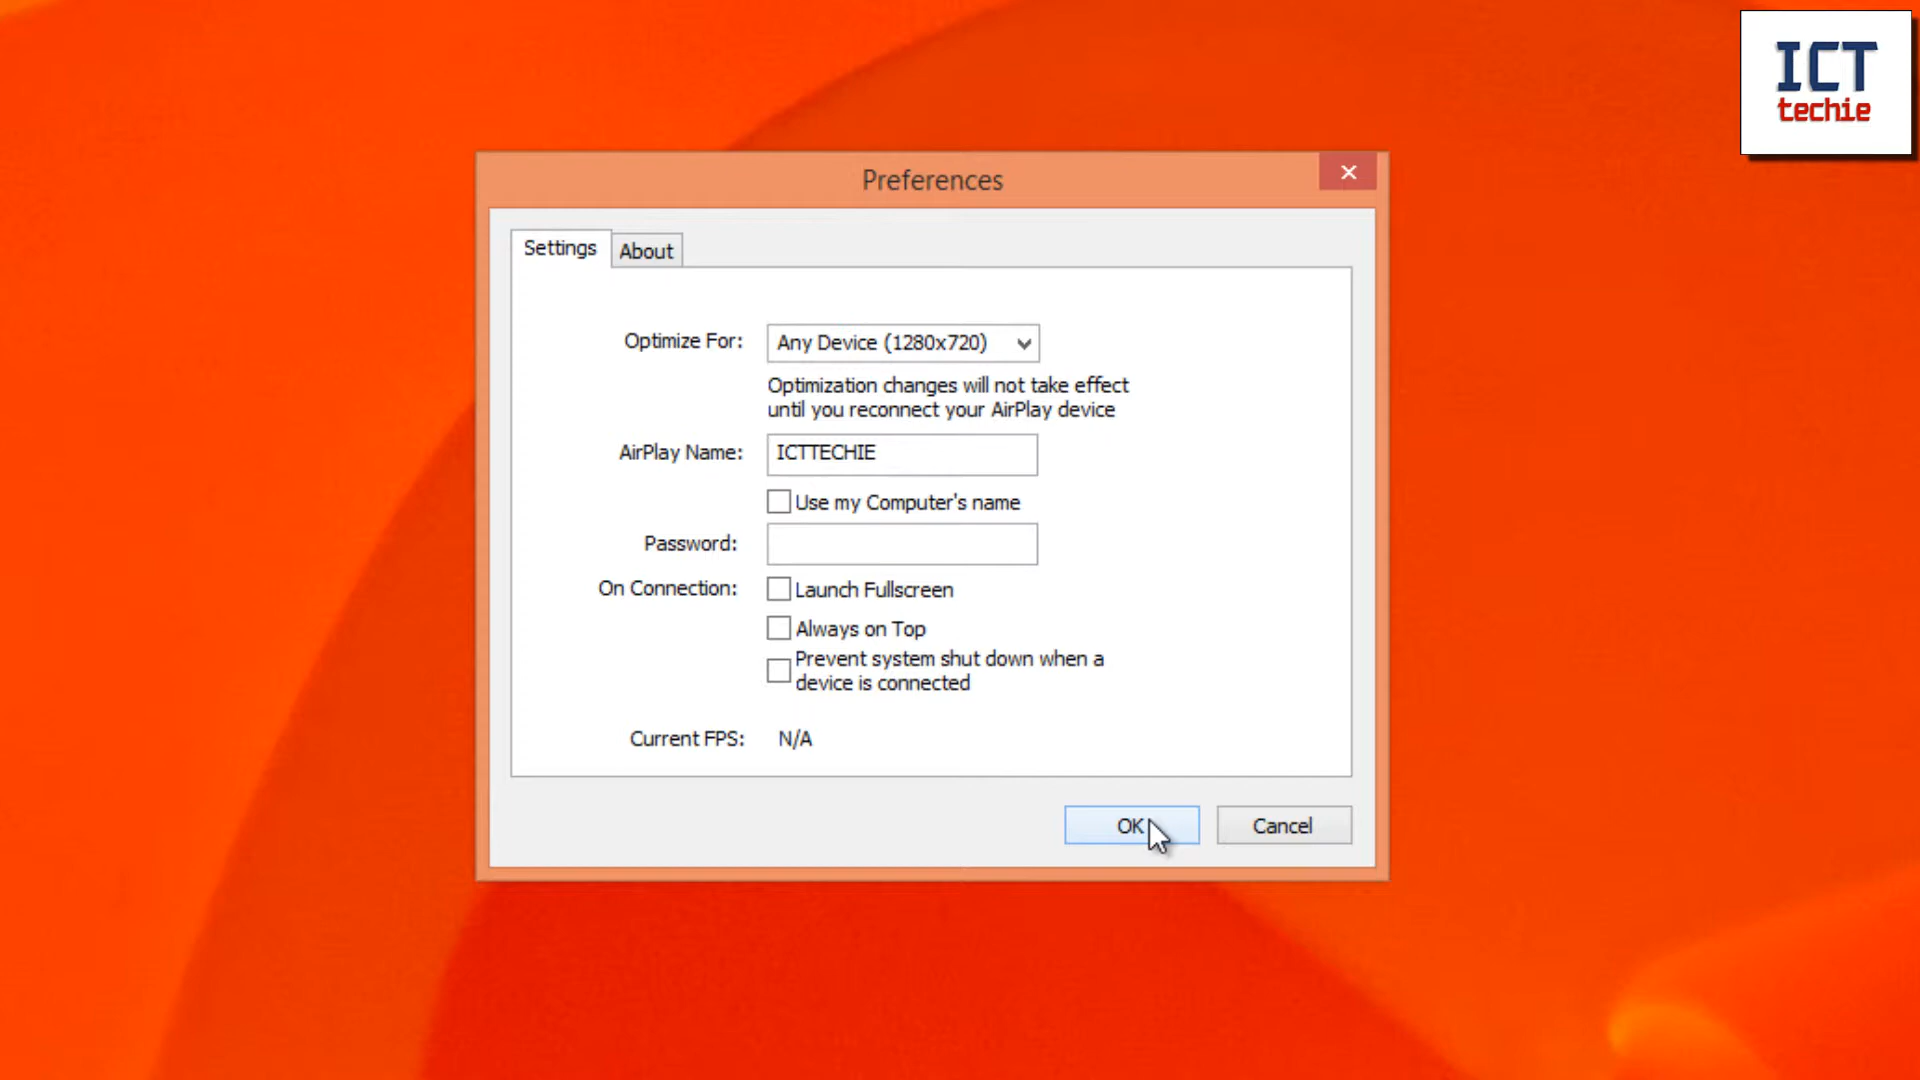 ICT
techie
Preferences
Settings
About
Optimize For:
Any Device (1280x720)
Optimization changes will not take effect
until you reconnect your AirPlay device
AirPlay Name:
ICTTECHIE
Use my Computer's name
Password:
On Connection:
Launch Fullscreen
Always on Top
Prevent system shut down when a
device is connected
Current FPS:
N/A
OK
Cancel